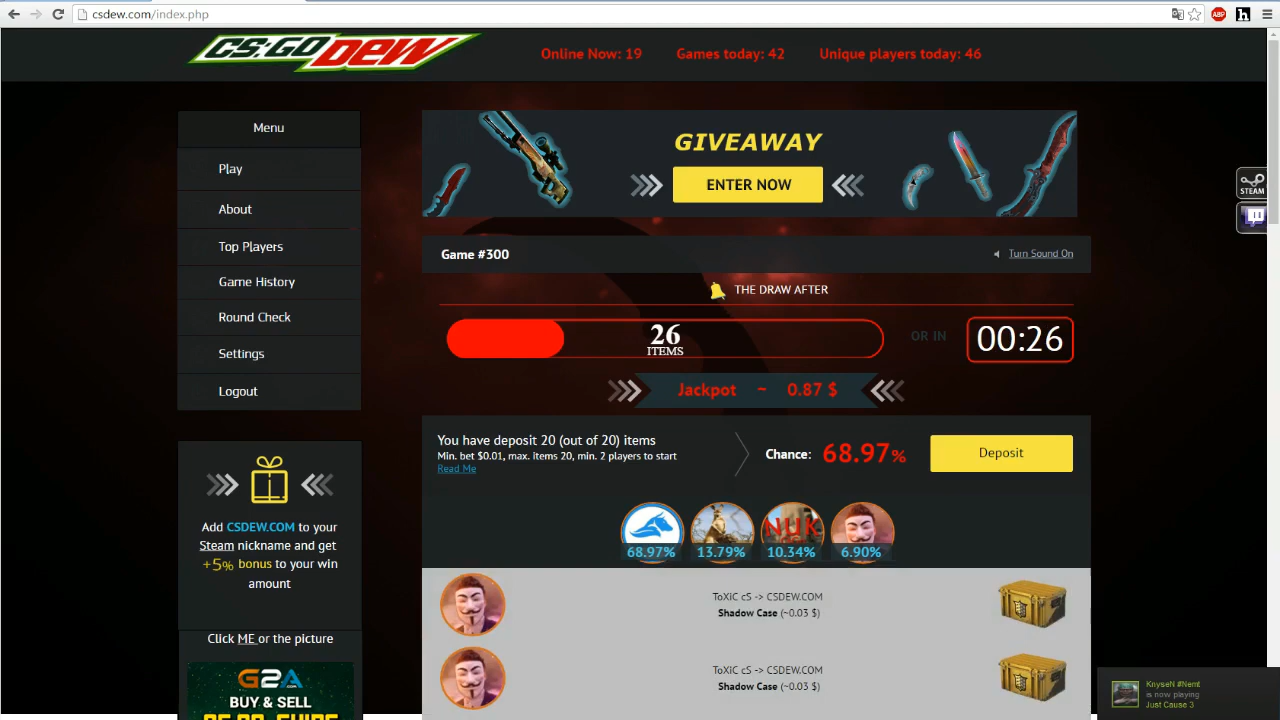 csdew.com/index.php
ABP
h
CS:GO DEW
Online Now: 19
Games today: 42
Unique players today: 46
Menu
Play
About
Top Players
Game History
Round Check
Settings
Logout
GIVEAWAY
ENTER NOW
STEAM
Game #300
Turn Sound On
THE DRAW AFTER
26
ITEMS
OR IN
00:26
Jackpot ~ 0.87 $
You have deposit 20 (out of 20) items
Min. bet $0.01, max. items 20, min. 2 players to start
Read Me
Chance: 68.97%
Deposit
NUK
68.97%
13.79%
10.34%
6.90%
ToXiC cS -> CSDEW.COM
Shadow Case (~0.03 $)
ToXiC cS -> CSDEW.COM
Shadow Case (~0.03 $)
Add CSDEW.COM to your
Steam nickname and get
+5% bonus to your win
amount
Click ME or the picture
G2A.COM
BUY & SELL
KnyseN #Nemt
is now playing
Just Cause 3